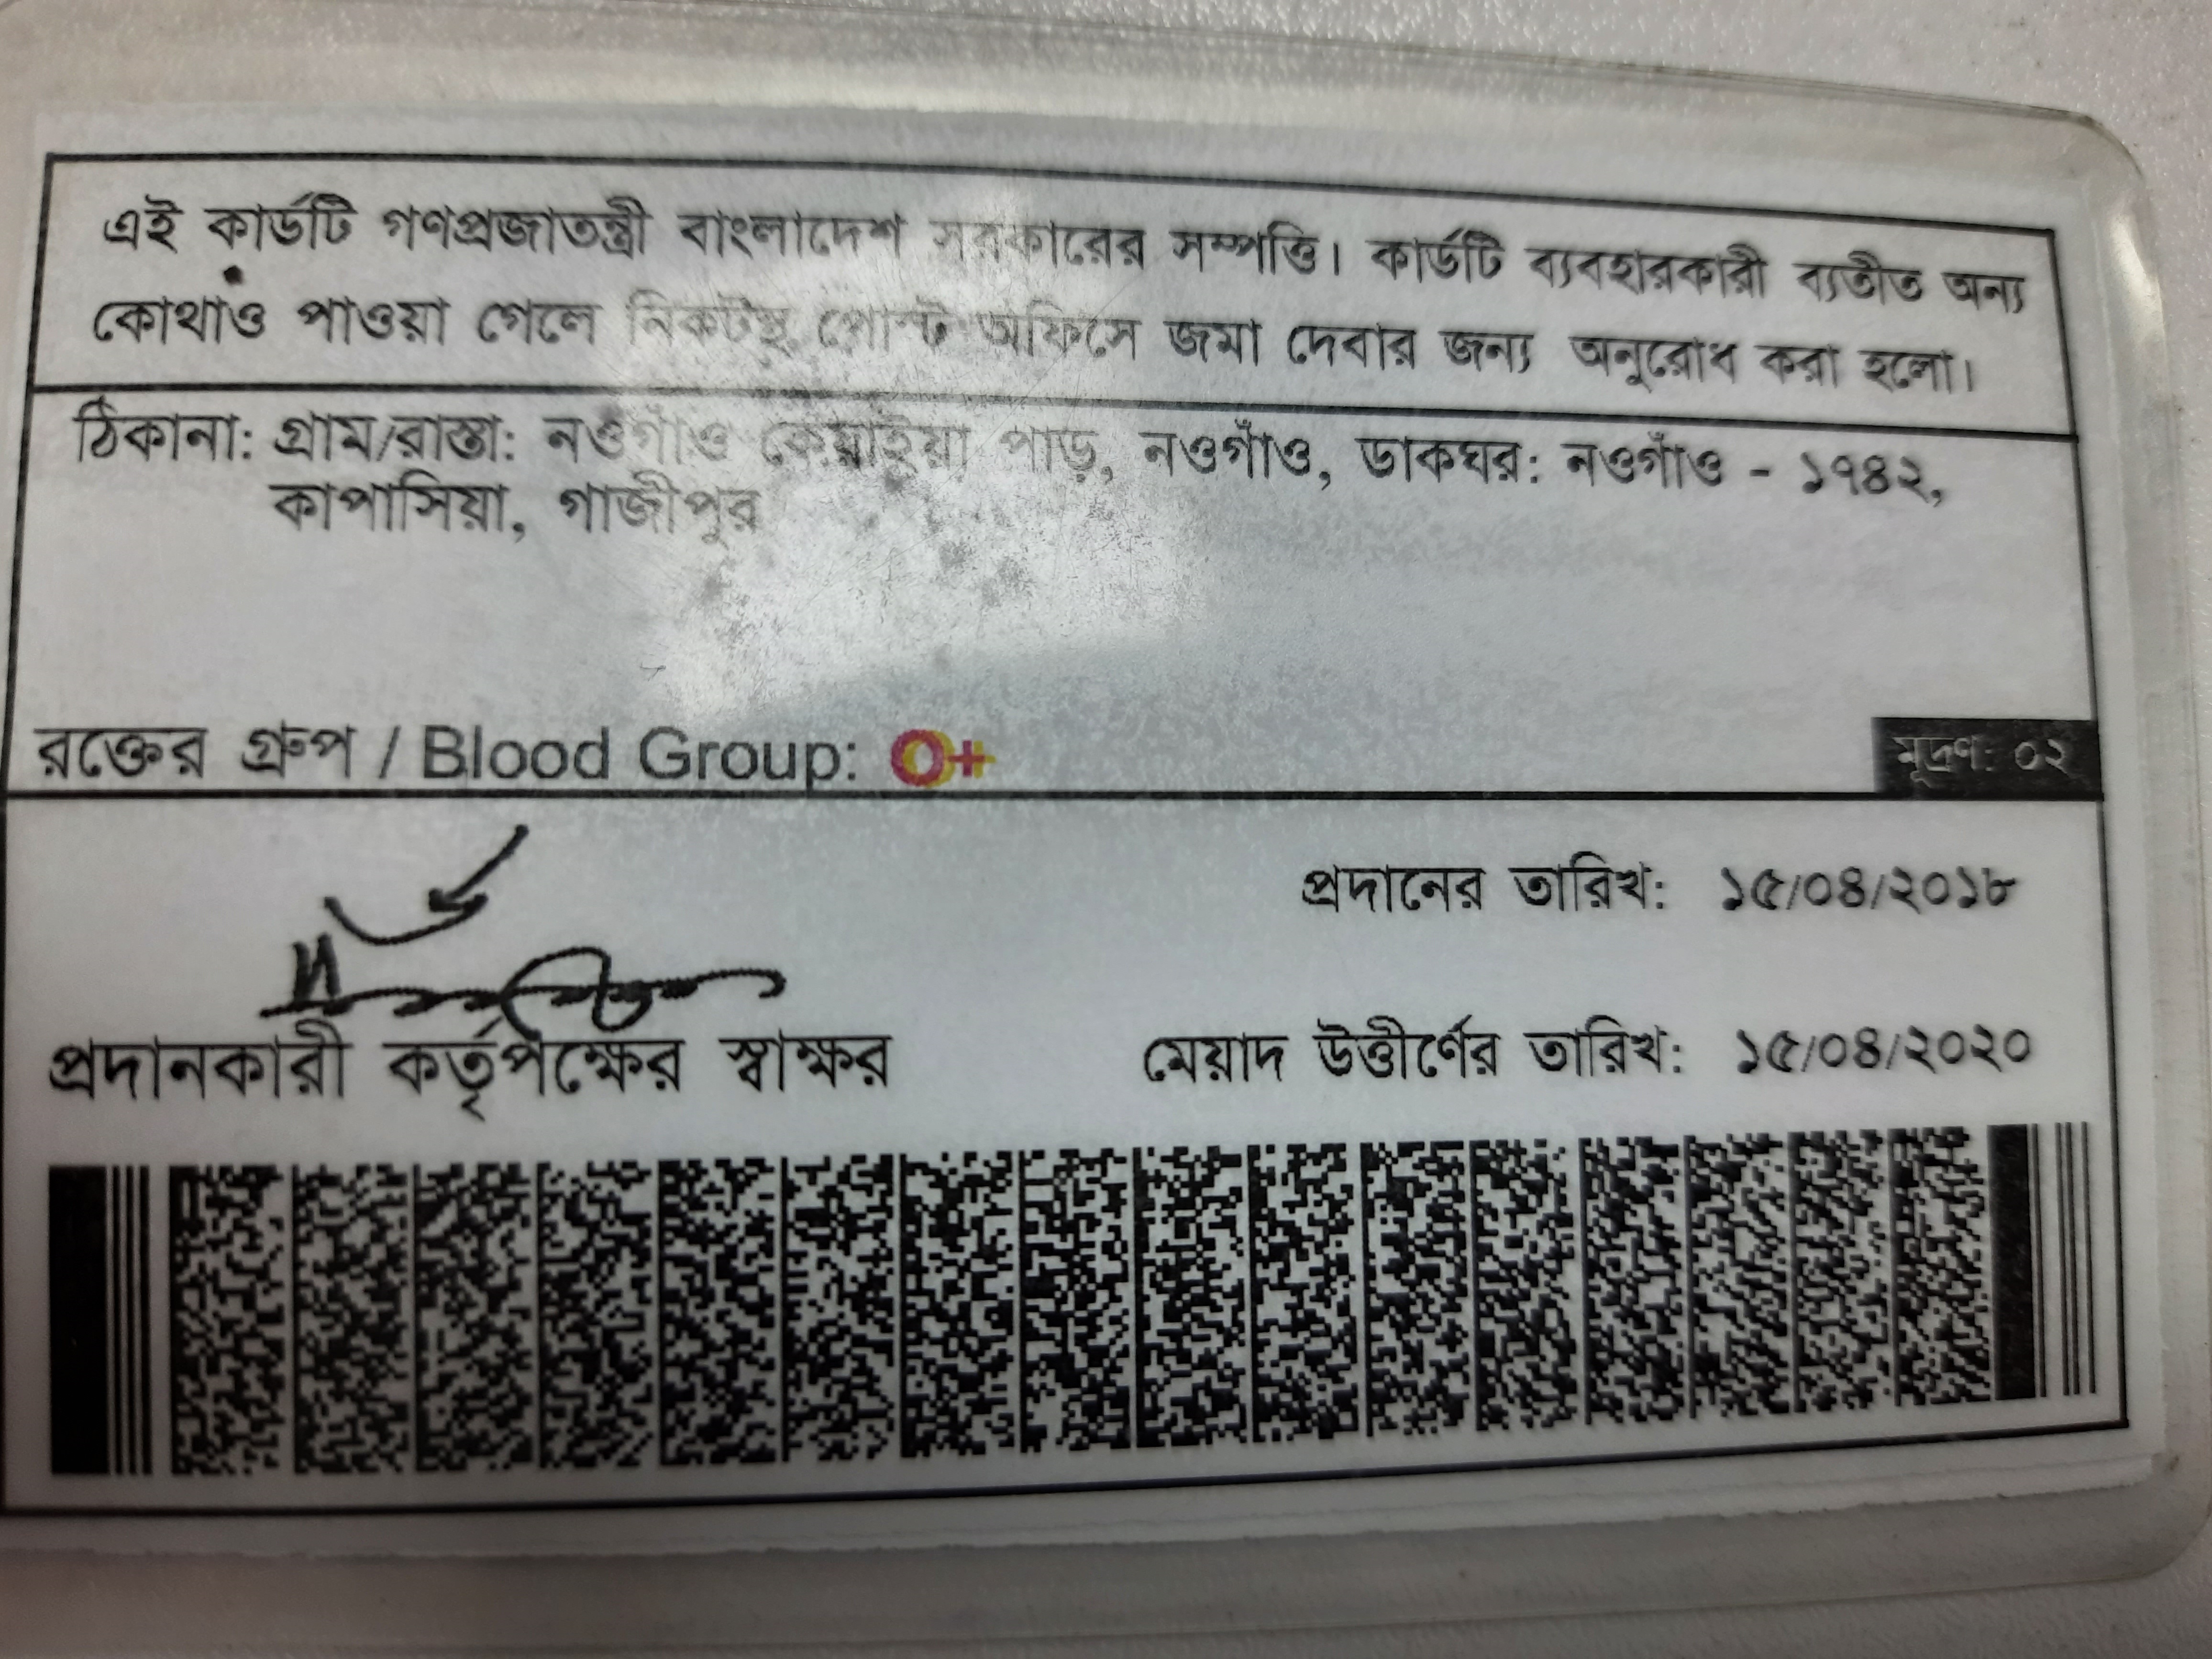 এই কার্ডটি গণপ্রজাতন্ত্রী বাংলাদেশ সরকারের সম্পত্তি। কার্ডটি ব্যবহারকারী ব্যতীত অন্য
কোথাও পাওয়া গেলে নিকটস্থ পোস্ট অফিসে জমা দেবার জন্য অনুরোধ করা হলো।
ঠিকানা: গ্রাম/রাস্তা: নওগাঁও পাড়, নওগাঁও, ডাকঘর: নওগাঁও - ১৭৪২,
কাপাসিয়া, গাজীপুর
রক্তের গ্রুপ / Blood Group: O+
মূদ্রণ: ০২
প্রদানের তারিখ: ১৫/০৪/২০১৮
প্রদানকারী কর্তৃপক্ষের স্বাক্ষর
মেয়াদ উত্তীর্ণের তারিখ: ১৫/০৪/২০২০